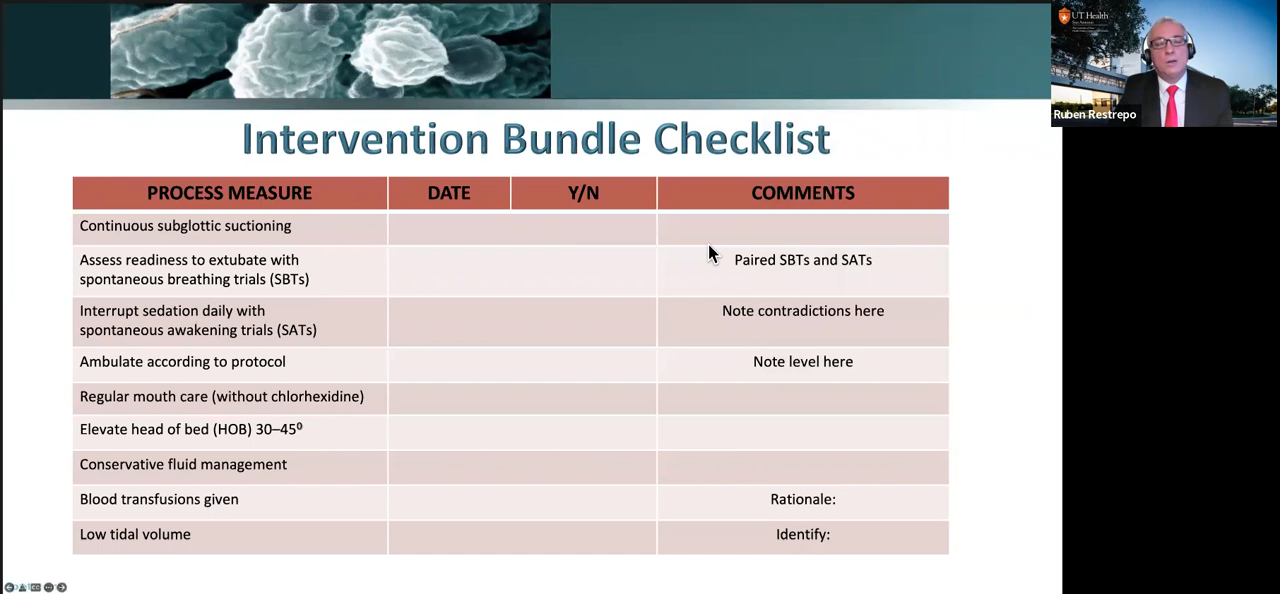 UT Health
San Antonio
Ruben Restrepo
Intervention Bundle Checklist
PROCESS MEASURE DATE Y/N COMMENTS
Continuous subglottic suctioning
Assess readiness to extubate with
spontaneous breathing trials (SBTs)
Paired SBTs and SATs
Interrupt sedation daily with
spontaneous awakening trials (SATs)
Note contradictions here
Ambulate according to protocol
Note level here
Regular mouth care (without chlorhexidine)
Elevate head of bed (HOB) 30–45⁰
Conservative fluid management
Blood transfusions given
Rationale:
Low tidal volume
Identify: